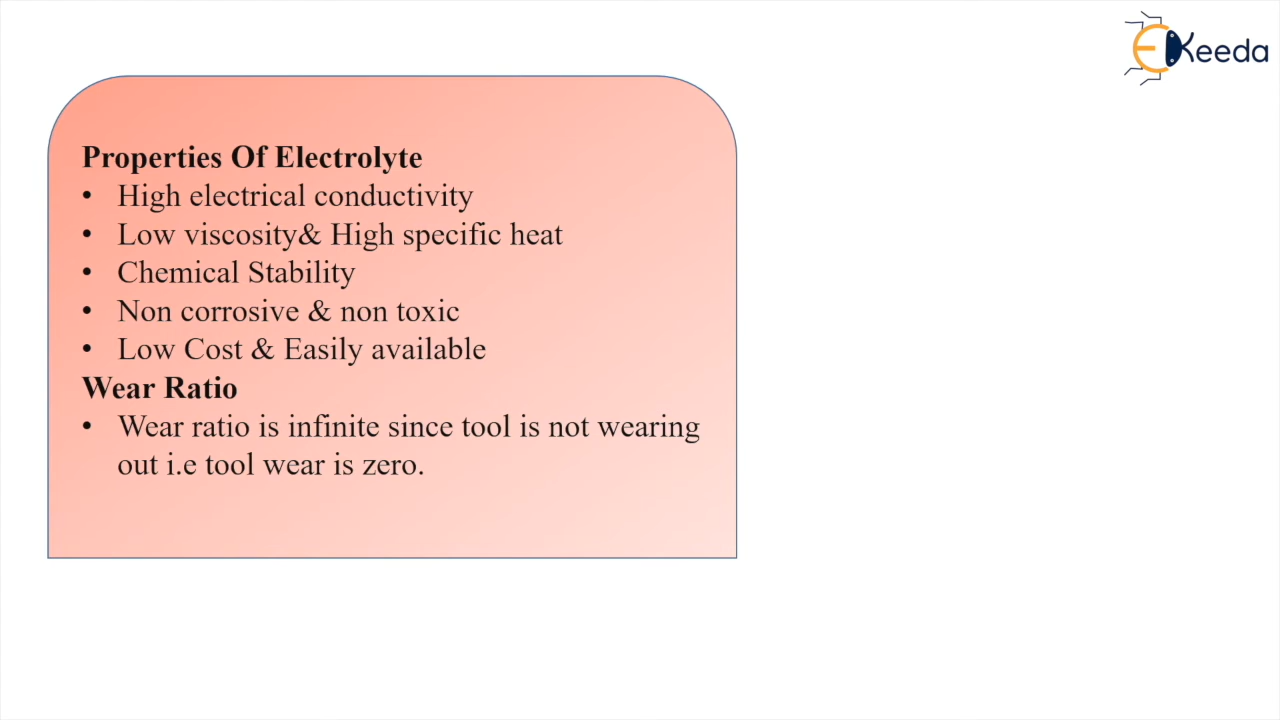 EKeeda
Properties Of Electrolyte
• High electrical conductivity
• Low viscosity& High specific heat
• Chemical Stability
• Non corrosive & non toxic
• Low Cost & Easily available
Wear Ratio
• Wear ratio is infinite since tool is not wearing
out i.e tool wear is zero.